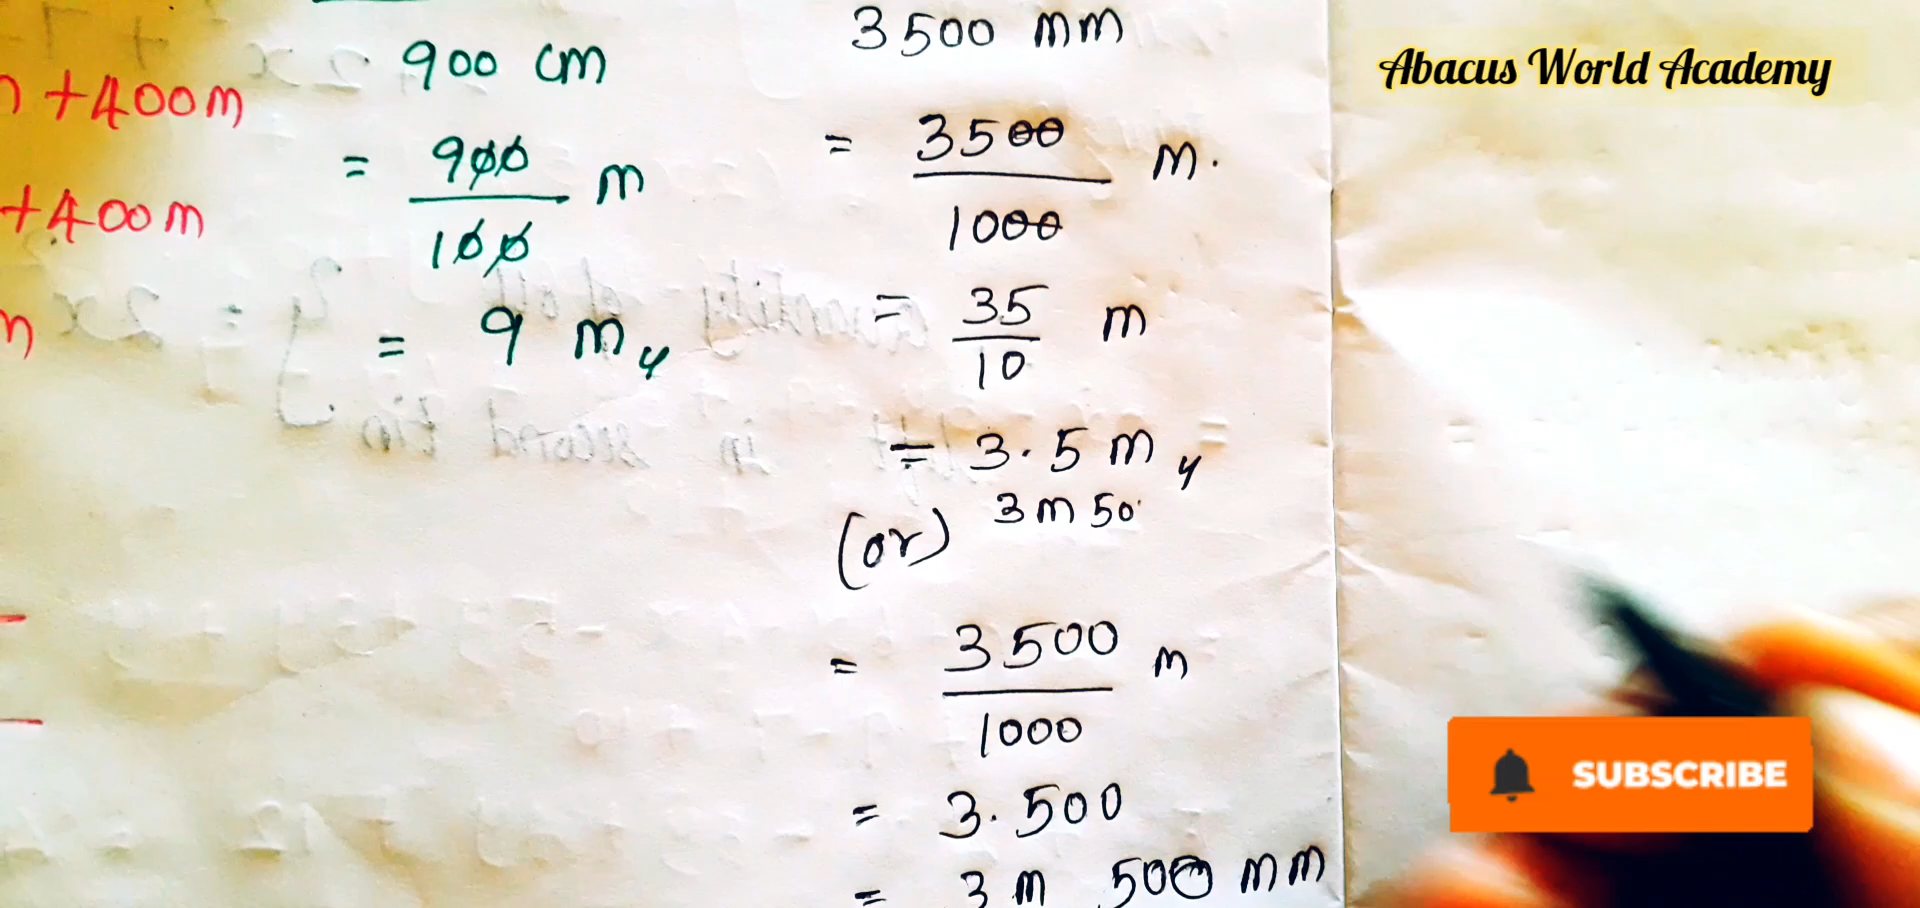 +400m
+400m
m
900 cm
= 900/100 m
= 9 m
3500 mm
= 3500/1000 m.
= 35/10 m
= 3.5 m
(or) 3m 50
= 3500/1000 m
= 3.500
= 3 m 500 mm
Abacus World Academy
SUBSCRIBE